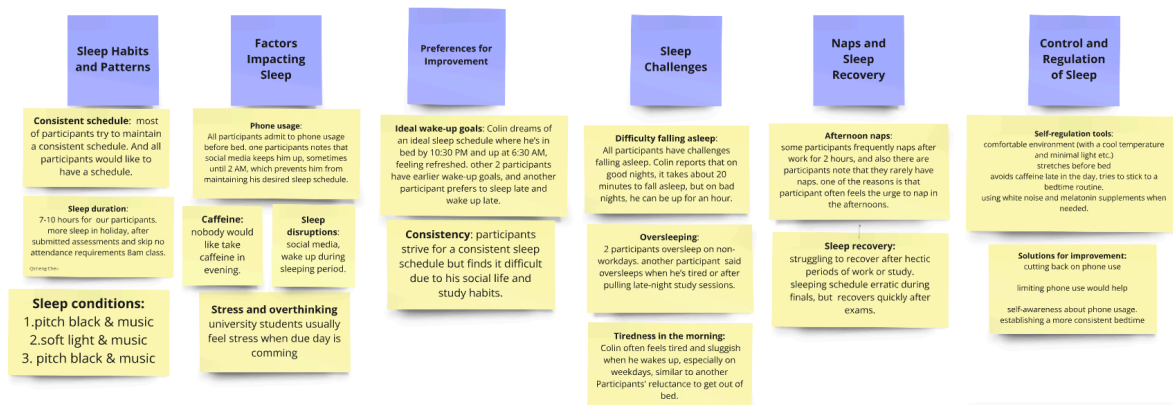 Sleep Habits
and Patterns
Consistent schedule: most
of participants try to maintain
a consistent schedule. And all
participants would like to
have a schedule.
Sleep duration:
7-10 hours for our participants.
more sleep in holiday, after
submitted assessments and skip no
attendance requirements 8am class.
Sleep conditions:
1.pitch black & music
2.soft light & music
3. pitch black & music
Factors
Impacting
Sleep
Phone usage:
All participants admit to phone usage
before bed. one participants notes that
social media keeps him up, sometimes
until 2 AM, which prevents him from
maintaining his desired sleep schedule.
Caffeine:
nobody would
like take
caffeine in
evening.
Sleep
disruptions:
social media,
wake up during
sleeping period.
Stress and overthinking
university students usually
feel stress when due day is
comming
Preferences for
Improvement
Ideal wake-up goals: Colin dreams of
an ideal sleep schedule where he's in
bed by 10:30 PM and up at 6:30 AM,
feeling refreshed. other 2 participants
have earlier wake-up goals, and another
participant prefers to sleep late and
wake up late.
Consistency: participants
strive for a consistent sleep
schedule but finds it difficult
due to his social life and
study habits.
Sleep
Challenges
Difficulty falling asleep:
All participants have challenges
falling asleep. Colin reports that on
good nights, it takes about 20
minutes to fall asleep, but on bad
nights, he can be up for an hour.
Oversleeping:
2 participants oversleep on non-
workdays. another participant said
oversleeps when he's tired or after
pulling late-night study sessions.
Tiredness in the morning:
Colin often feels tired and sluggish
when he wakes up, especially on
weekdays, similar to another
Participants' reluctance to get out of
bed.
Naps and
Sleep
Recovery
Afternoon naps:
some participants frequently naps after
work for 2 hours, and also there are
participants note that they rarely have
naps. one of the reasons is that
participant often feels the urge to nap in
the afternoons.
Sleep recovery:
struggling to recover after hectic
periods of work or study.
sleeping schedule erratic during
finals, but recovers quickly after
exams.
Control and
Regulation
of Sleep
Self-regulation tools:
comfortable environment (with a cool temperature
and minimal light etc.)
stretches before bed
avoids caffeine late in the day, tries to stick to a
bedtime routine.
using white noise and melatonin supplements when
needed.
Solutions for improvement:
cutting back on phone use
limiting phone use would help
self-awareness about phone usage.
establishing a more consistent bedtime